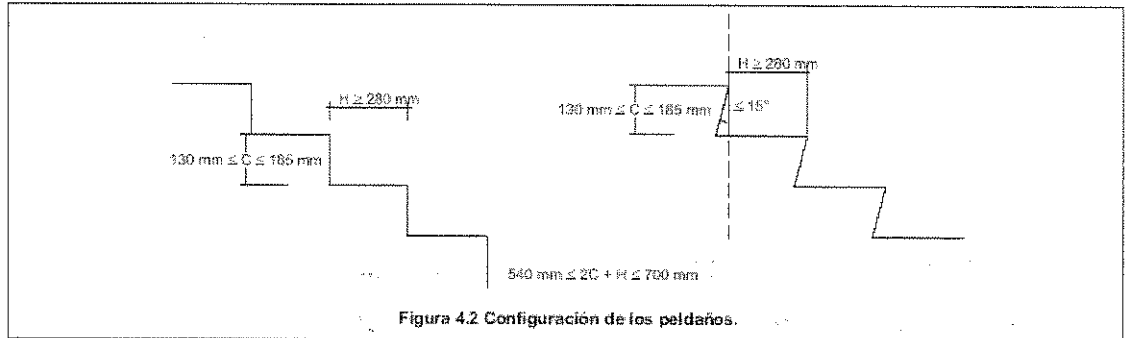 H ≥ 280 mm
130 mm ≤ C ≤ 185 mm
H ≥ 280 mm
130 mm ≤ C ≤ 185 mm
≤ 15°
540 mm ≤ 2C + H ≤ 700 mm
Figura 4.2 Configuración de los peldaños.